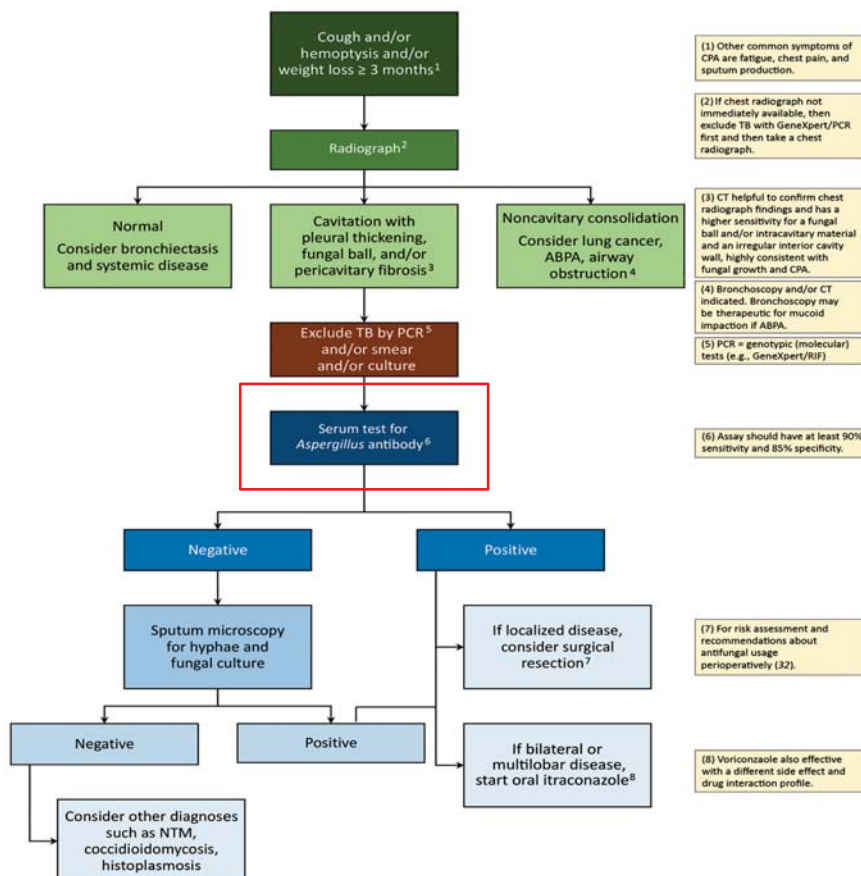 Cough and/or
hemoptysis and/or
weight loss ≥ 3 months¹
Radiograph²
Normal
Consider bronchiectasis
and systemic disease
Cavitation with
pleural thickening,
fungal ball, and/or
pericavitary fibrosis³
Noncavitary consolidation
Consider lung cancer,
ABPA, airway
obstruction⁴
Exclude TB by PCR⁵
and/or smear
and/or culture
Serum test for
Aspergillus antibody⁶
Negative
Positive
Sputum microscopy
for hyphae and
fungal culture
If localized disease,
consider surgical
resection⁷
Negative
Positive
If bilateral or
multilobar disease,
start oral itraconazole⁸
Consider other diagnoses
such as NTM,
coccidioidomycosis,
histoplasmosis
(1) Other common symptoms of
CPA are fatigue, chest pain, and
sputum production.
(2) If chest radiograph not
immediately available, then
exclude TB with GeneXpert/PCR
first and then take a chest
radiograph.
(3) CT helpful to confirm chest
radiograph findings and has a
higher sensitivity for a fungal
ball and/or intracavitary material
and an irregular interior cavity
wall, highly consistent with
fungal growth and CPA.
(4) Bronchoscopy and/or CT
indicated. Bronchoscopy may
be therapeutic for mucoid
impaction if ABPA.
(5) PCR = genotypic (molecular)
tests (e.g., GeneXpert/RIF)
(6) Assay should have at least 90%
sensitivity and 85% specificity.
(7) For risk assessment and
recommendations about
antifungal usage
perioperatively (32).
(8) Voriconzaole also effective
with a different side effect and
drug interaction profile.